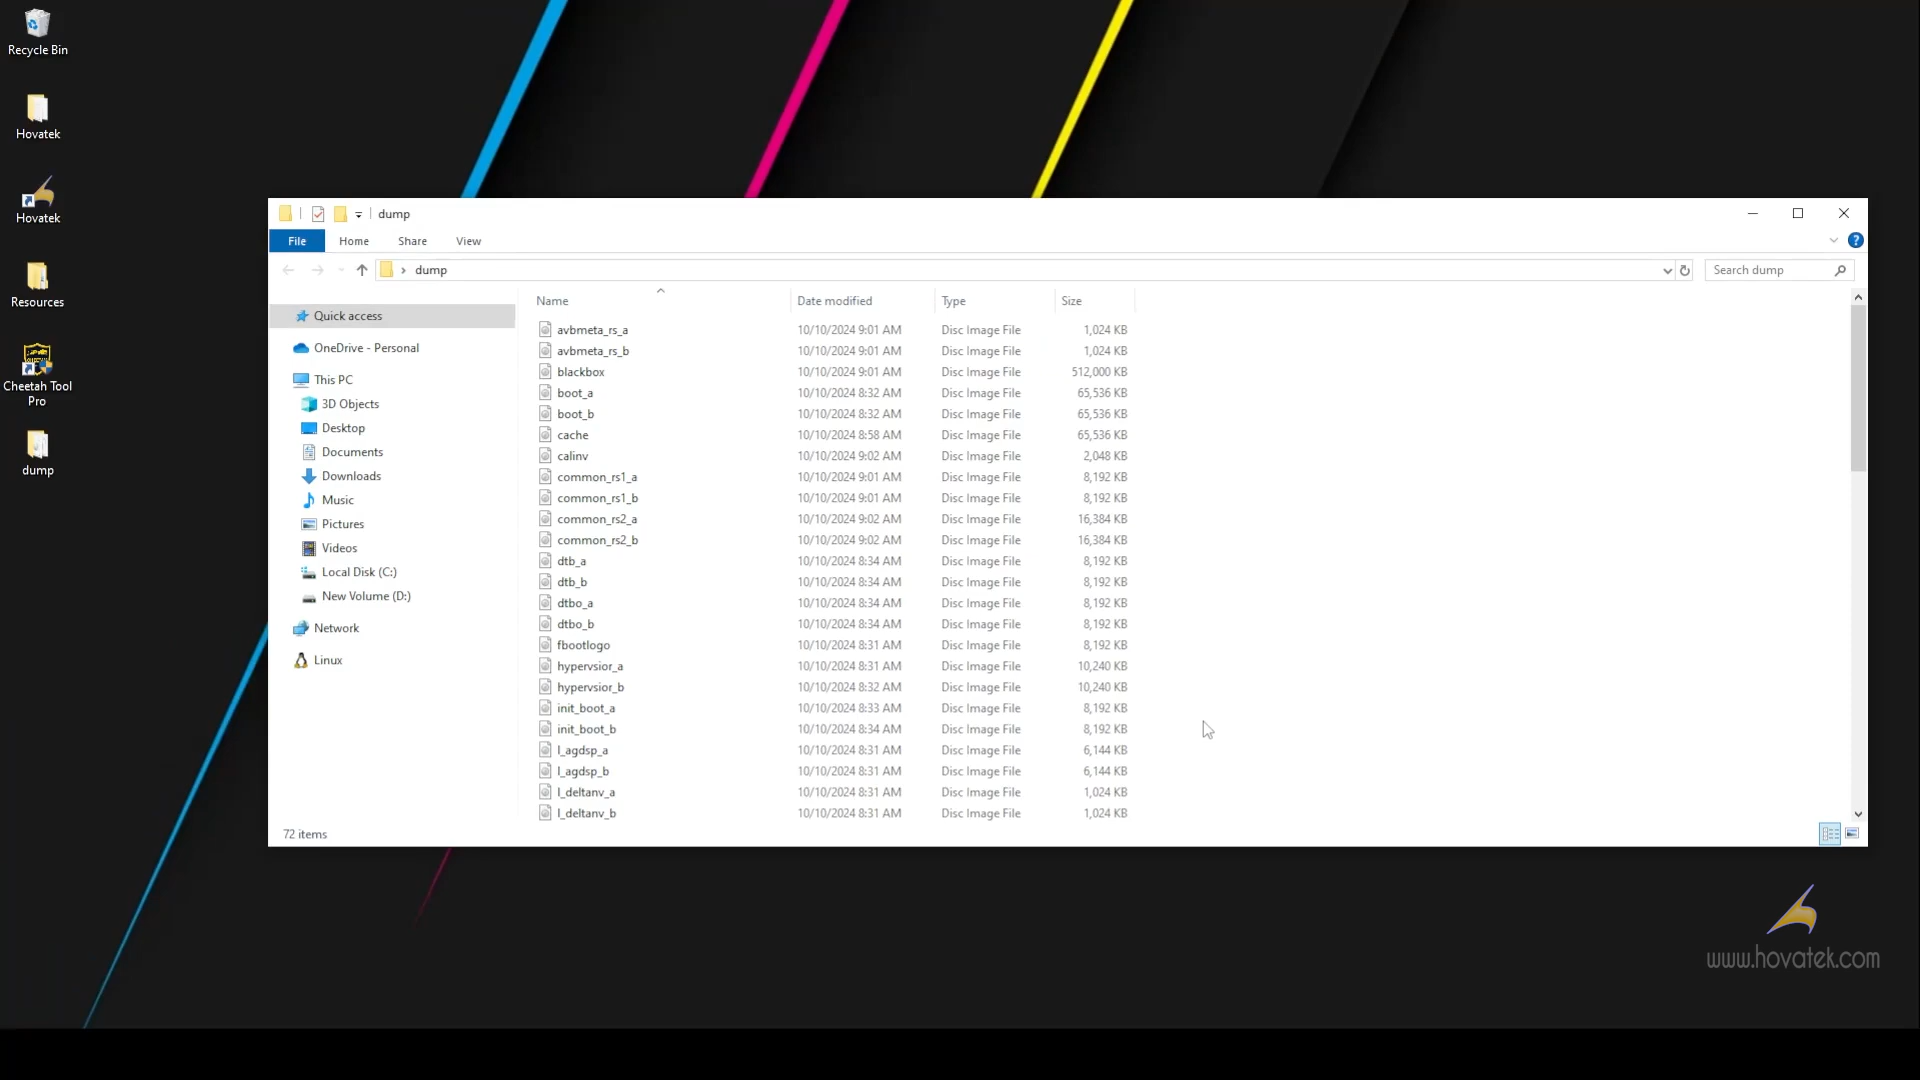 Recycle Bin
Hovatek
Hovatek
Resources
Cheetah Tool
Pro
dump
dump
File Home Share View
dump
Search dump
Quick access
OneDrive - Personal
This PC
3D Objects
Desktop
Documents
Downloads
Music
Pictures
Videos
Local Disk (C:)
New Volume (D:)
Network
Linux
Name Date modified Type Size
avbmeta_rs_a 10/10/2024 9:01 AM Disc Image File 1,024 KB
avbmeta_rs_b 10/10/2024 9:01 AM Disc Image File 1,024 KB
blackbox 10/10/2024 9:01 AM Disc Image File 512,000 KB
boot_a 10/10/2024 8:32 AM Disc Image File 65,536 KB
boot_b 10/10/2024 8:32 AM Disc Image File 65,536 KB
cache 10/10/2024 8:58 AM Disc Image File 65,536 KB
calinv 10/10/2024 9:02 AM Disc Image File 2,048 KB
common_rs1_a 10/10/2024 9:01 AM Disc Image File 8,192 KB
common_rs1_b 10/10/2024 9:01 AM Disc Image File 8,192 KB
common_rs2_a 10/10/2024 9:02 AM Disc Image File 16,384 KB
common_rs2_b 10/10/2024 9:02 AM Disc Image File 16,384 KB
dtb_a 10/10/2024 8:34 AM Disc Image File 8,192 KB
dtb_b 10/10/2024 8:34 AM Disc Image File 8,192 KB
dtbo_a 10/10/2024 8:34 AM Disc Image File 8,192 KB
dtbo_b 10/10/2024 8:34 AM Disc Image File 8,192 KB
fbootlogo 10/10/2024 8:31 AM Disc Image File 8,192 KB
hypervsior_a 10/10/2024 8:31 AM Disc Image File 10,240 KB
hypervsior_b 10/10/2024 8:32 AM Disc Image File 10,240 KB
init_boot_a 10/10/2024 8:33 AM Disc Image File 8,192 KB
init_boot_b 10/10/2024 8:34 AM Disc Image File 8,192 KB
l_agdsp_a 10/10/2024 8:31 AM Disc Image File 6,144 KB
l_agdsp_b 10/10/2024 8:31 AM Disc Image File 6,144 KB
l_deltanv_a 10/10/2024 8:31 AM Disc Image File 1,024 KB
l_deltanv_b 10/10/2024 8:31 AM Disc Image File 1,024 KB
72 items
www.hovatek.com